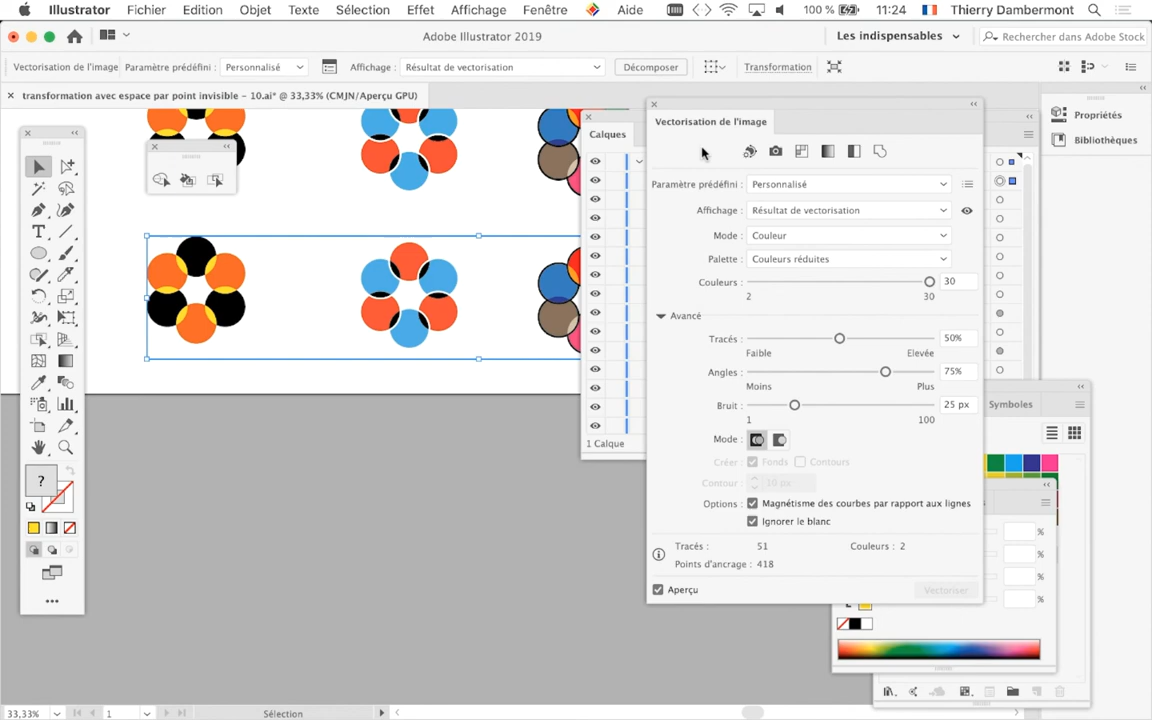 Illustrator Fichier Edition Objet Texte Sélection Effet Affichage Fenêtre Aide 100 % 11:24 Thierry Dambermont
Adobe Illustrator 2019 Les indispensables Rechercher dans Adobe Stock
Vectorisation de l'image Paramètre prédéfini : Personnalisé Affichage : Résultat de vectorisation Décomposer Transformation
× transformation avec espace par point invisible – 10.ai* @ 33,33% (CMJN/Aperçu GPU)
Calques
1 Calque
Vectorisation de l'image
Paramètre prédéfini : Personnalisé
Affichage : Résultat de vectorisation
Mode : Couleur
Palette : Couleurs réduites
Couleurs : 30
2 30
Avancé
Tracés : 50%
Faible Elevée
Angles : 75%
Moins Plus
Bruit : 25 px
1 100
Mode :
Créer : Fonds Contours
Contour : 10 px
Options : Magnétisme des courbes par rapport aux lignes
Ignorer le blanc
Tracés : 51 Couleurs : 2
Points d'ancrage : 418
Aperçu Vectoriser
Propriétés
Bibliothèques
Symboles
%
%
%
%
?
33,33% 1 Sélection